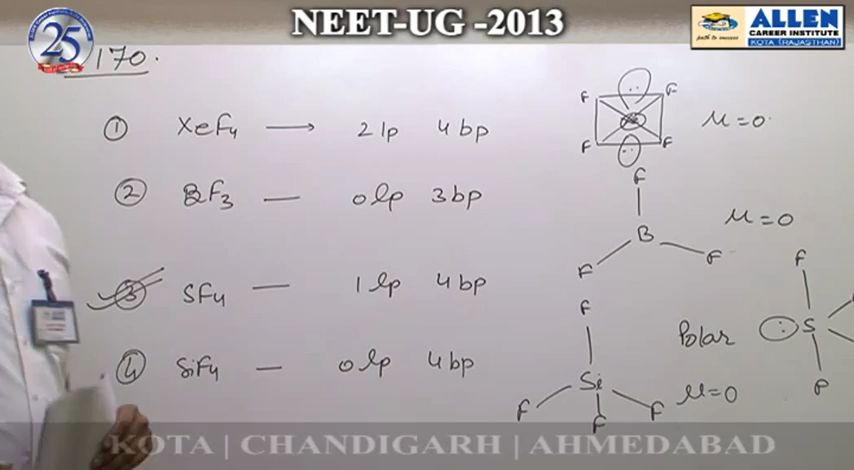 NEET-UG -2013
25
ALLEN
CAREER INSTITUTE
KOTA (RAJASTHAN)
path to success
170.
① XeF4 → 2 lp 4 bp
F F F F
μ = 0
② BF3 — 0 lp 3 bp
F B F F
μ = 0
③ SF4 — 1 lp 4 bp
Polar
F : S F
④ SiF4 — 0 lp 4 bp
F Si F F F
μ = 0
KOTA | CHANDIGARH | AHMEDABAD